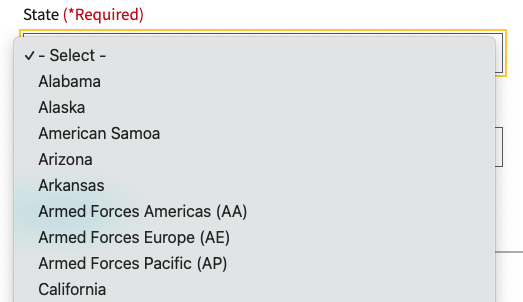 State (*Required)
✓ - Select -
Alabama
Alaska
American Samoa
Arizona
Arkansas
Armed Forces Americas (AA)
Armed Forces Europe (AE)
Armed Forces Pacific (AP)
California